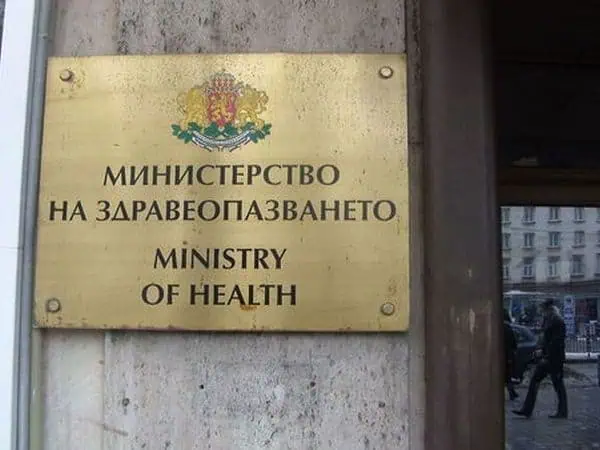 МИНИСТЕРСТВО
НА ЗДРАВЕОПАЗВАНЕТО
MINISTRY
OF HEALTH